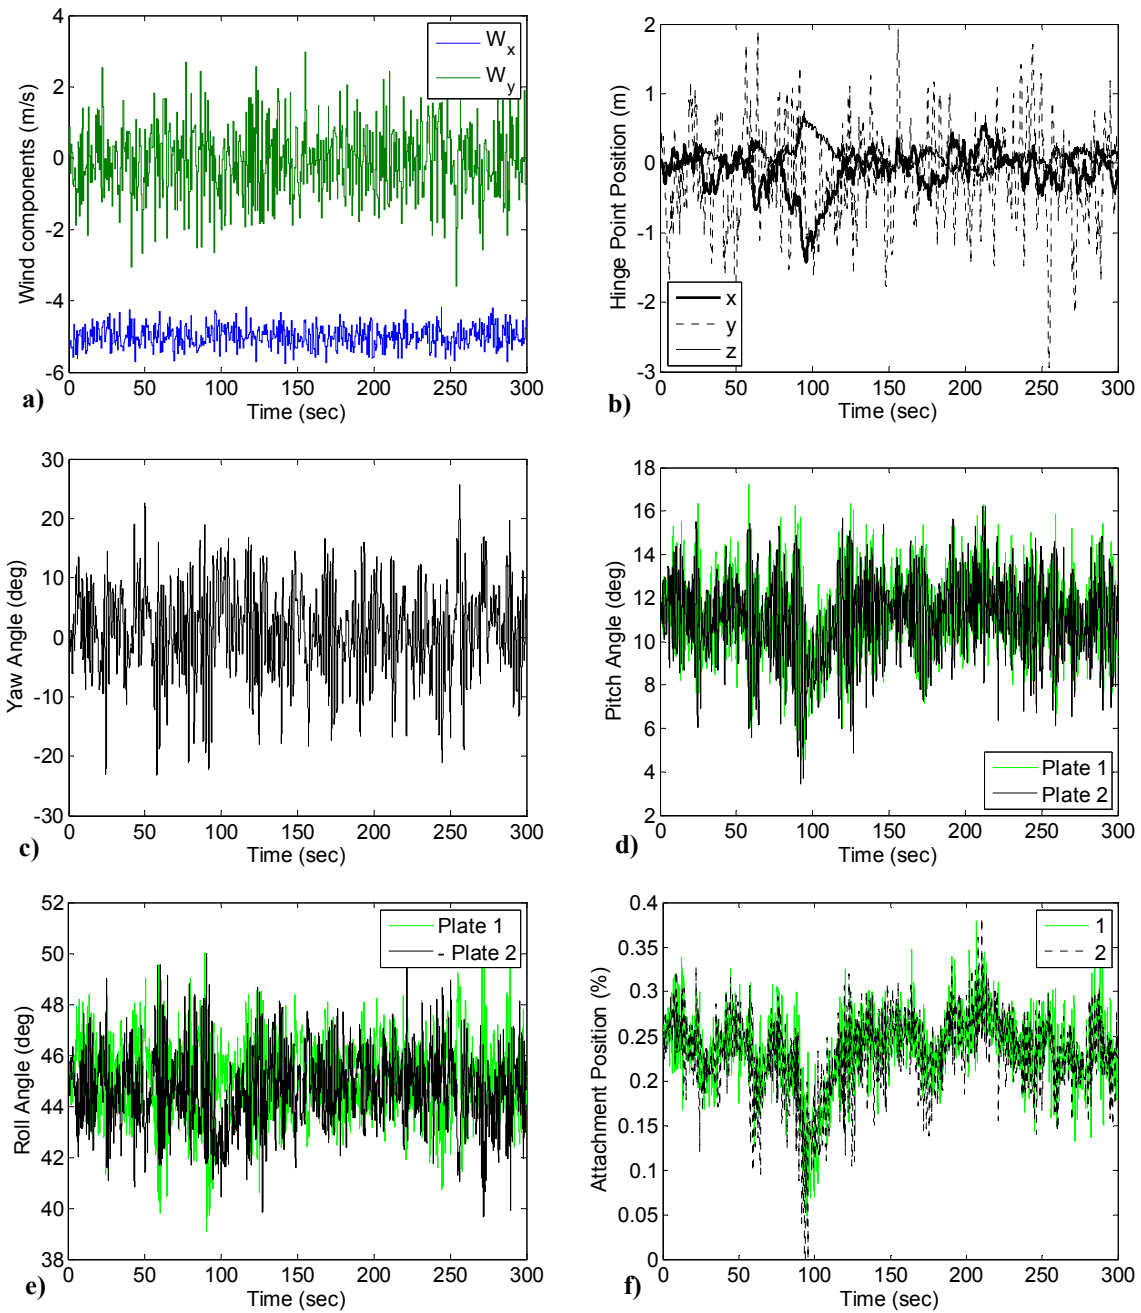 4
2
0
-2
-4
-6
Wind components (m/s)
W_x
W_y
0 50 100 150 200 250 300
Time (sec)
a)
2
1
0
-1
-2
-3
Hinge Point Position (m)
x
y
z
0 50 100 150 200 250 300
Time (sec)
b)
30
20
10
0
-10
-20
-30
Yaw Angle (deg)
0 50 100 150 200 250 300
Time (sec)
c)
18
16
14
12
10
8
6
4
2
Pitch Angle (deg)
Plate 1
Plate 2
0 50 100 150 200 250 300
Time (sec)
d)
52
50
48
46
44
42
40
38
Roll Angle (deg)
Plate 1
- Plate 2
0 50 100 150 200 250 300
Time (sec)
e)
0.4
0.35
0.3
0.25
0.2
0.15
0.1
0.05
0
Attachment Position (%)
1
2
0 50 100 150 200 250 300
Time (sec)
f)